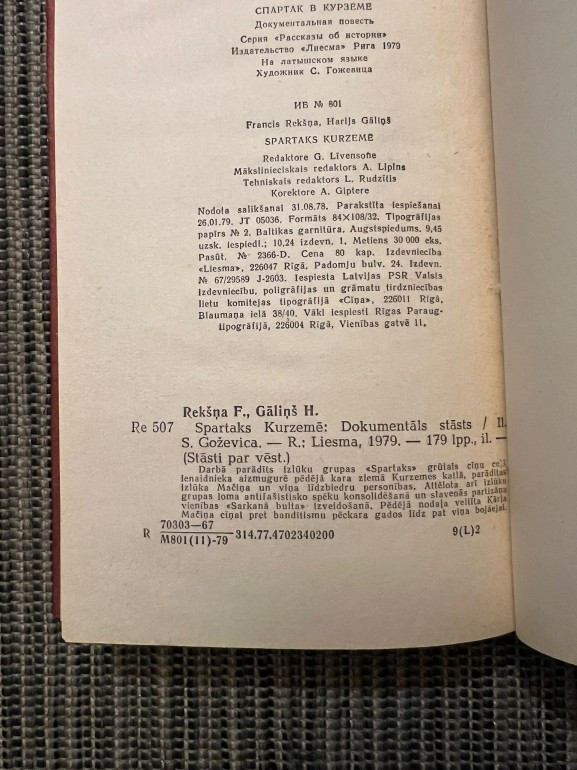 СПАРТАК В КУРЗЕМЕ
Документальная повесть
Серия «Рассказы об истории»
Издательство «Лиесма» Рига 1979
На латышском языке
Художник С. Гожевица
ИБ № 801
Francis Rekšņa, Harijs Gāliņš
SPARTAKS KURZEMĒ
Redaktore G. Līvensone
Mākslinieciskais redaktors A. Lipins
Tehniskais redaktors L. Rudzītis
Korektore A. Giptere
Nodota salikšanai 31.08.78. Parakstīta iespiešanai
26.01.79. JT 05036. Formāts 84×108/32. Tipogrāfijas
papīrs № 2. Baltikas garnitūra. Augstspiedums. 9,45
uzsk. iespiedl.; 10,24 izdevn. l. Metiens 30 000 eks.
Pasūt. № 2366-D. Cena 80 kap. Izdevniecība
«Liesma», 226047 Rīgā, Padomju bulv. 24. Izdevn.
№ 67/29589 J-2603. Iespiesta Latvijas PSR Valsts
Izdevniecību, poligrāfijas un grāmatu tirdzniecības
lietu komitejas tipogrāfijā «Cīņa», 226011 Rīgā,
Blaumaņa ielā 38/40. Vāki iespiesti Rīgas Paraug-
tipogrāfijā, 226004 Rīgā, Vienības gatvē 11.
Rekšņa F., Gāliņš H.
Re 507 Spartaks Kurzemē: Dokumentāls stāsts / Il.
S. Goževica. — R.: Liesma, 1979. — 179 lpp., il. —
(Stāsti par vēst.)
Darbā parādīts izlūku grupas «Spartaks» grūtais cīņu ceļš
ienaidnieka aizmugurē pēdējā kara ziemā Kurzemes katlā, parādītas
izlūka Mačiņa un viņa līdzbiedru personības. Attēlota arī izlūku
grupas loma antifašistisko spēku konsolidēšanā un slavenās partizānu
vienības «Sarkanā bulta» izveidošanā. Pēdējā nodaļa veltīta Kārļa
Mačiņa cīņai pret bandītismu pēckara gados līdz pat viņa bojāejai.
R 70303—67
M801(11)-79 —314.77.4702340200 9(L)2